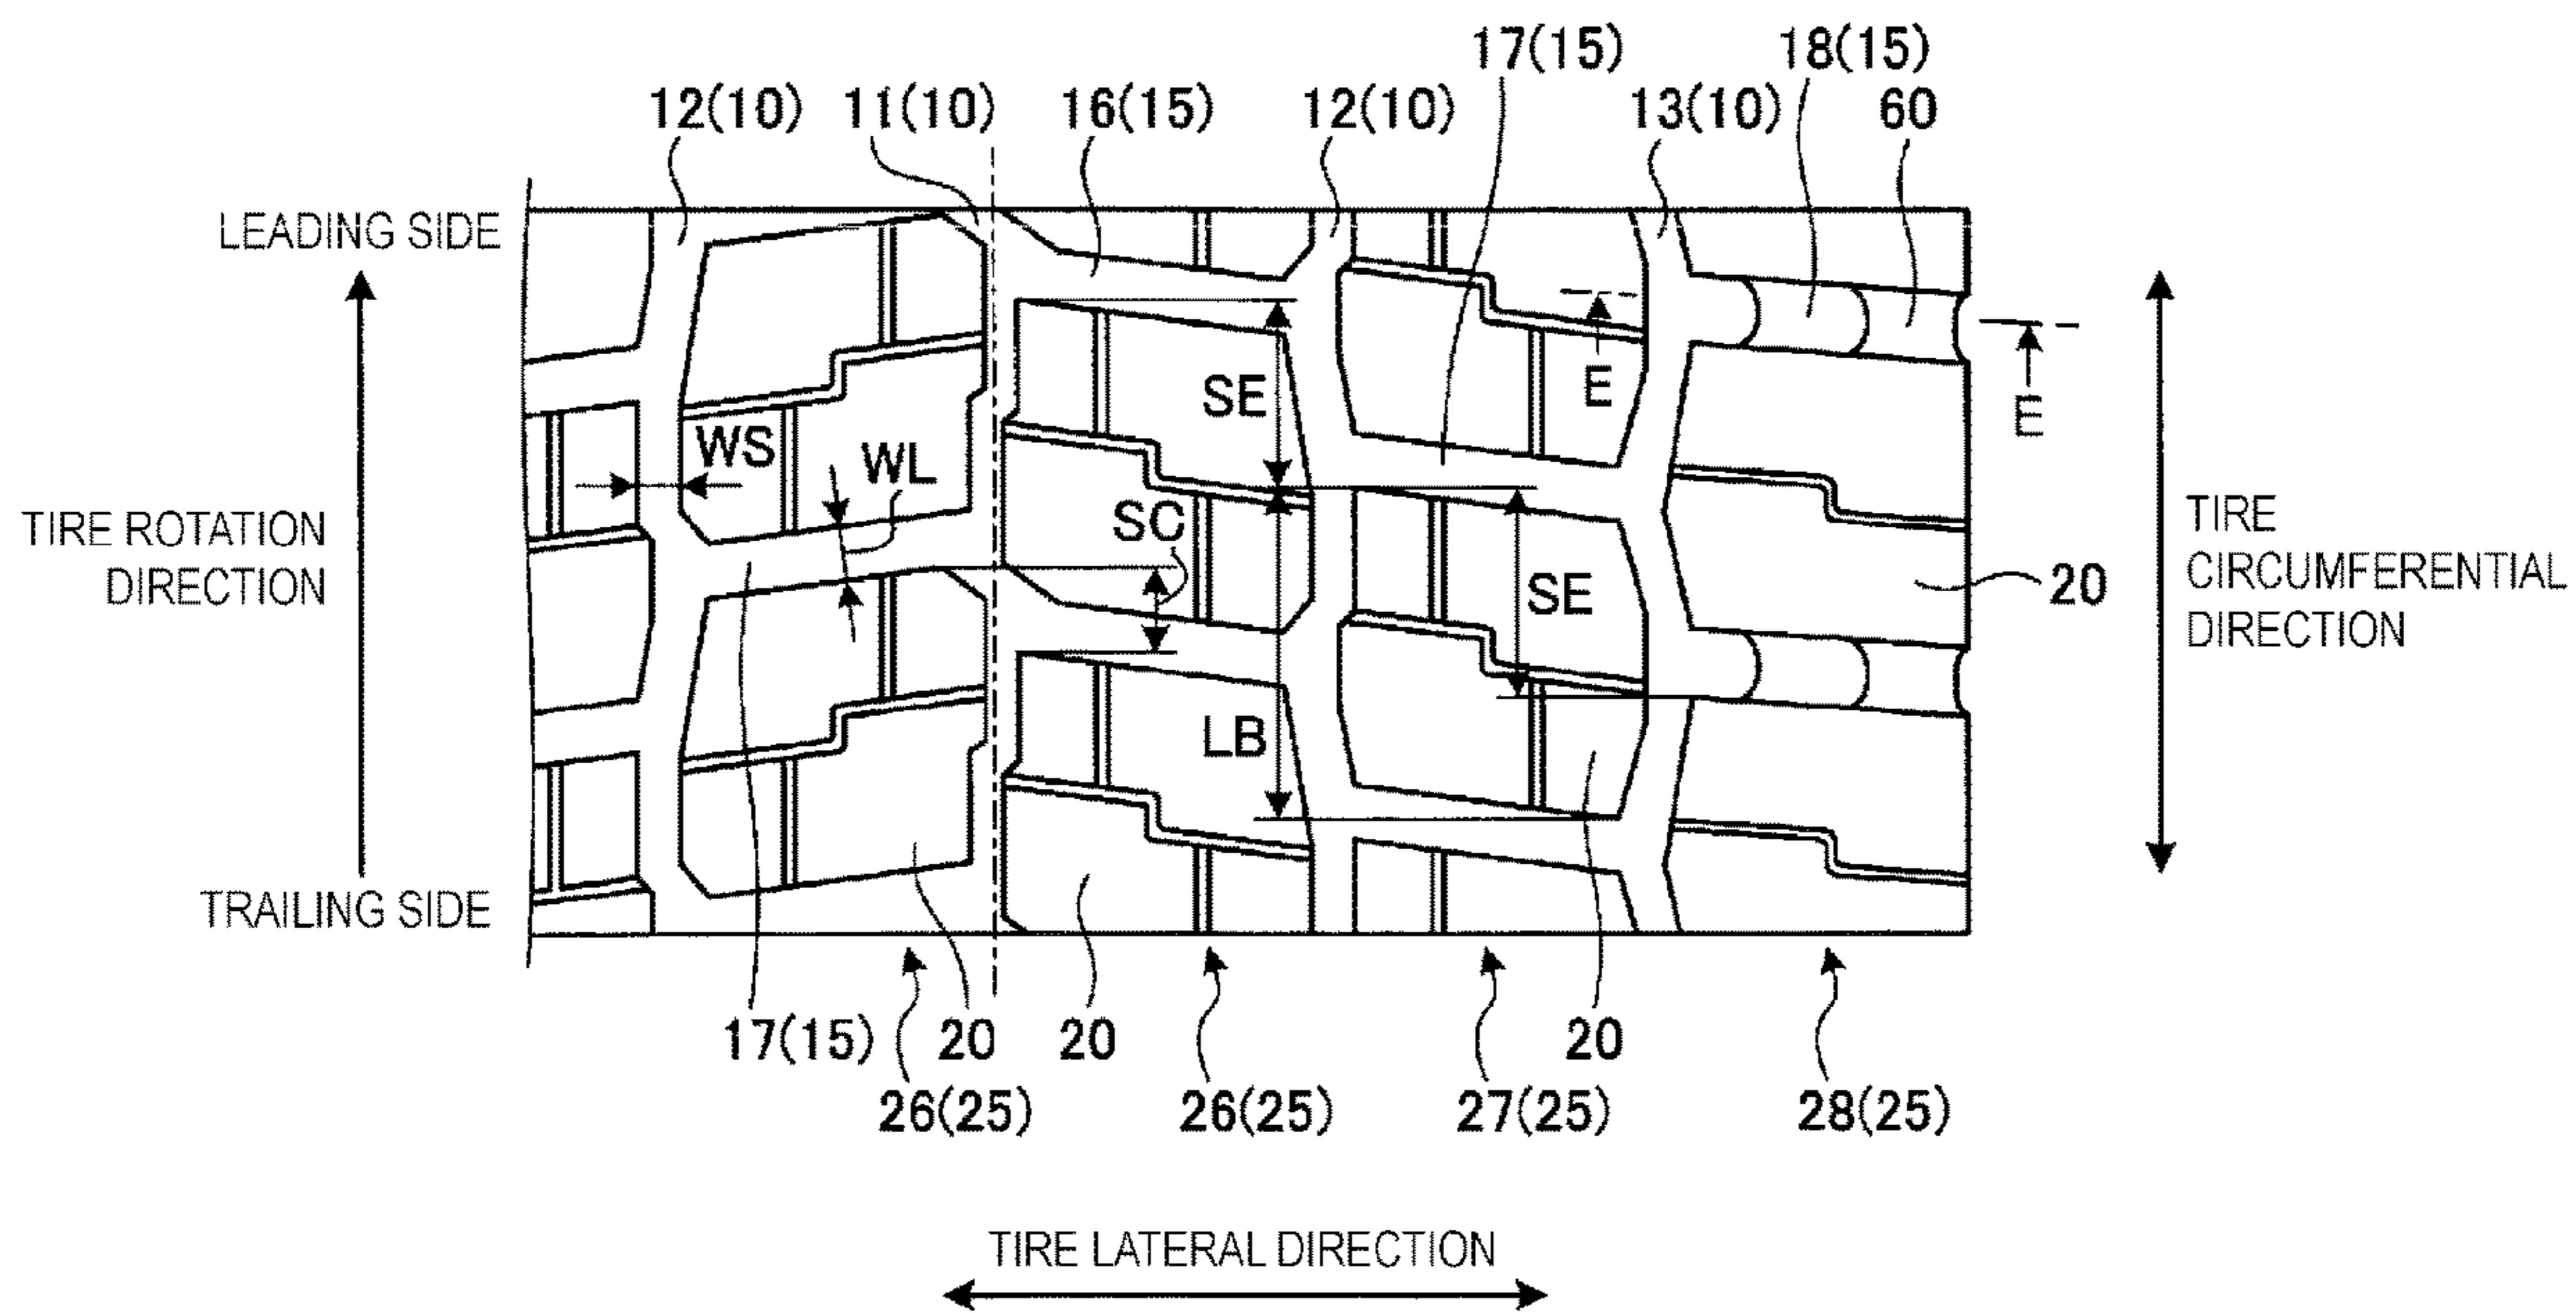 17(15)
18(15)
12(10)
11(10)
16(15)
12(10)
13(10)
60
LEADING SIDE
SE
E
E
WS
WL
SC
TIRE ROTATION
DIRECTION
TIRE
CIRCUMFERENTIAL
DIRECTION
SE
20
LB
TRAILING SIDE
17(15)
20
20
20
26(25)
26(25)
27(25)
28(25)
TIRE LATERAL DIRECTION